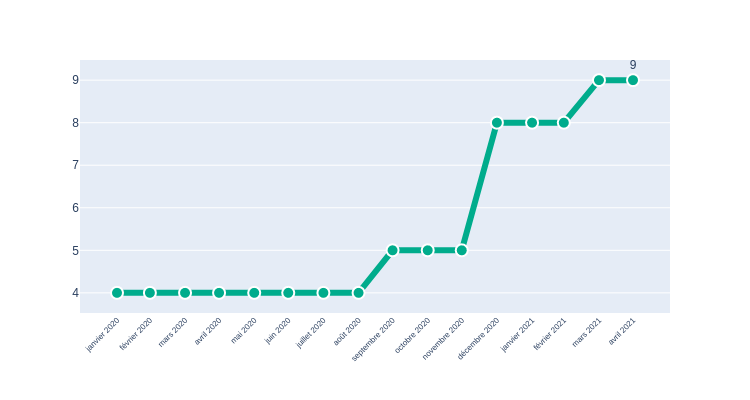 9
9
8
7
6
5
4
janvier 2020
février 2020
mars 2020
avril 2020
mai 2020
juin 2020
juillet 2020
août 2020
septembre 2020
octobre 2020
novembre 2020
décembre 2020
janvier 2021
février 2021
mars 2021
avril 2021